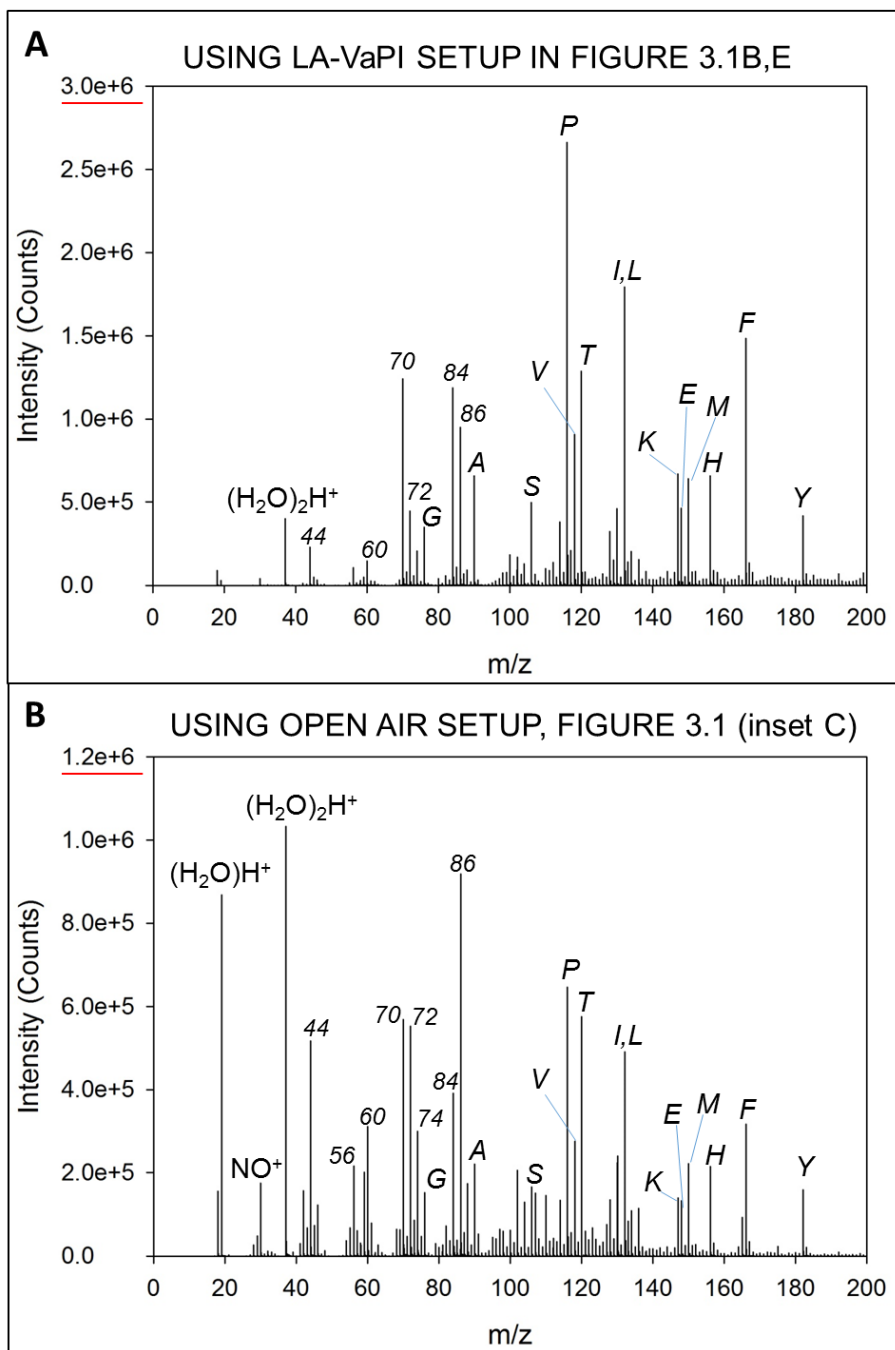 A
USING LA-VaPI SETUP IN FIGURE 3.1B,E
3.0e+6
2.5e+6
2.0e+6
1.5e+6
1.0e+6
5.0e+5
0.0
Intensity (Counts)
P
I,L
F
T
V
70
84
86
E
M
K
H
A
S
Y
72
G
(H₂O)₂H⁺
44
60
0 20 40 60 80 100 120 140 160 180 200
m/z
B
USING OPEN AIR SETUP, FIGURE 3.1 (inset C)
1.2e+6
1.0e+6
8.0e+5
6.0e+5
4.0e+5
2.0e+5
0.0
Intensity (Counts)
(H₂O)₂H⁺
(H₂O)H⁺
86
P
T
70
72
44
I,L
V
84
60
74
E
M
F
56
A
NO⁺
G
S
K
H
Y
0 20 40 60 80 100 120 140 160 180 200
m/z